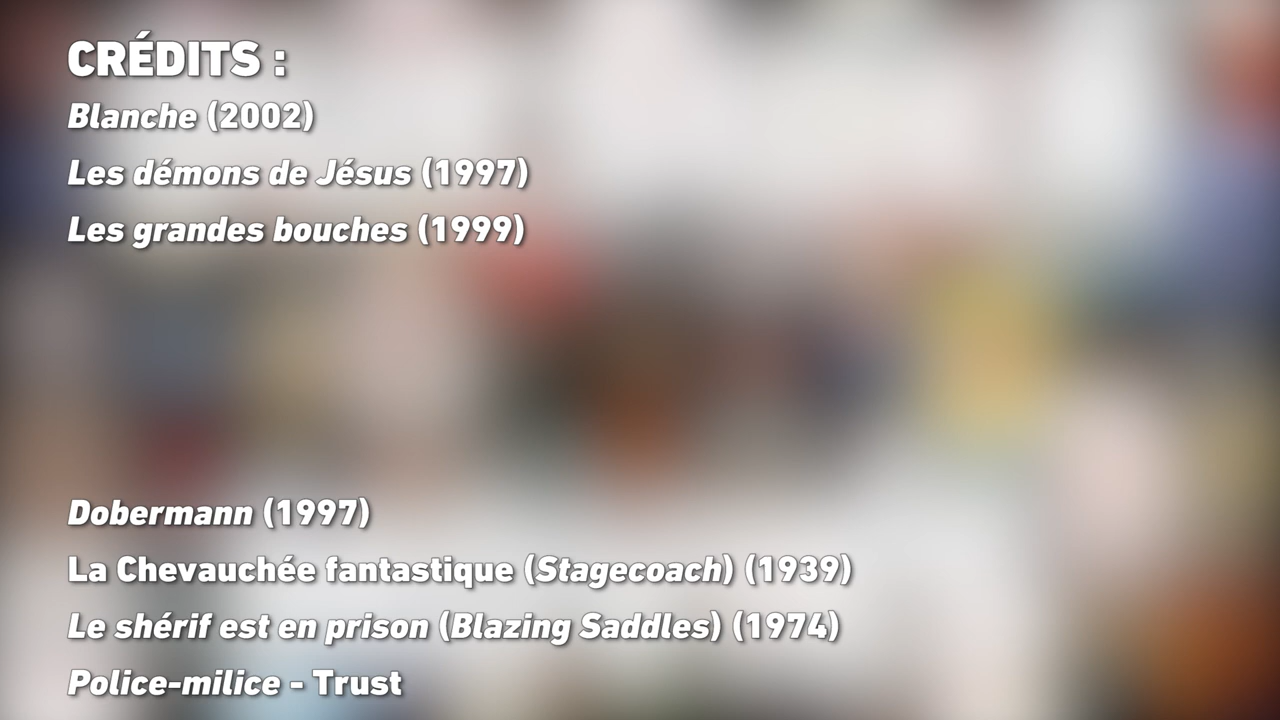 CRÉDITS :
Blanche (2002)
Les démons de Jésus (1997)
Les grandes bouches (1999)
Dobermann (1997)
La Chevauchée fantastique (Stagecoach) (1939)
Le shérif est en prison (Blazing Saddles) (1974)
Police-milice - Trust